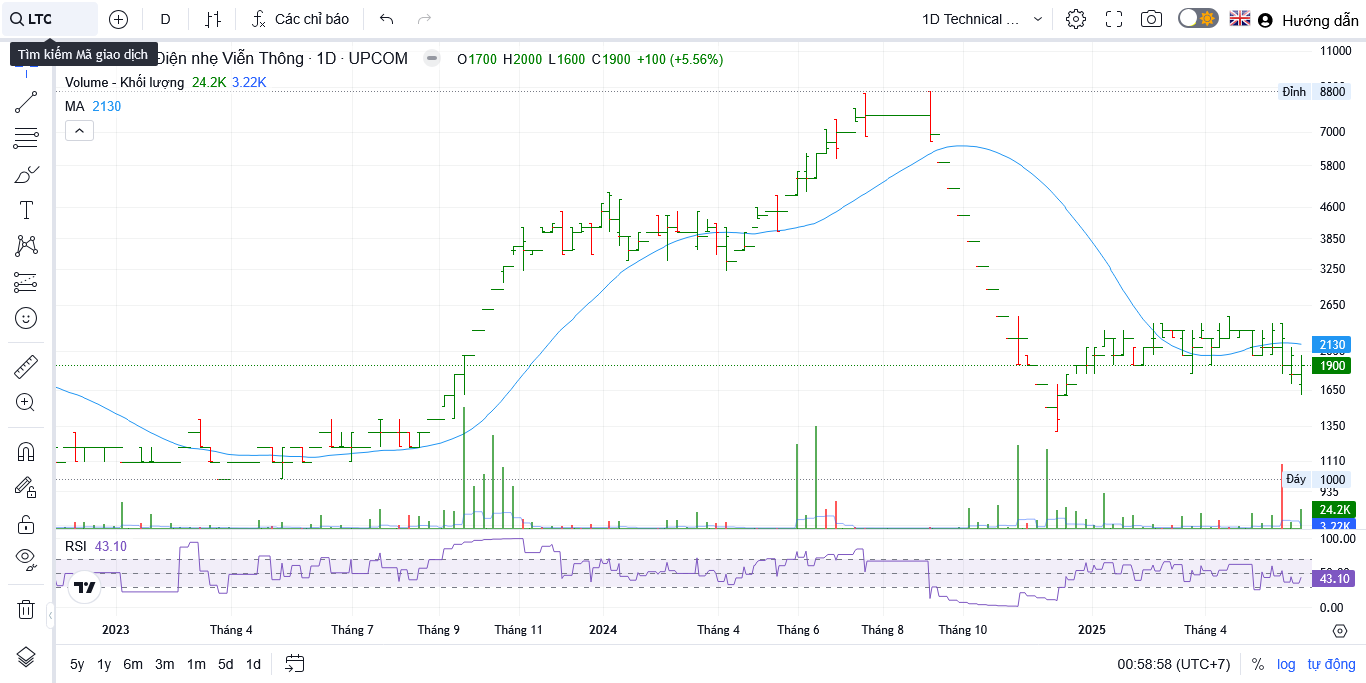 LTC
D
Các chỉ báo
1D Technical ...
Hướng dẫn
Tìm kiếm Mã giao dịch
Điện nhẹ Viễn Thông · 1D · UPCOM
O1700 H2000 L1600 C1900 +100 (+5.56%)
Volume - Khối lượng 24.2K 3.22K
MA 2130
11000
Đỉnh 8800
7000
5800
4600
3850
3250
2650
2130
1900
1650
1350
1110
Đáy 1000
935
24.2K
3.22K
RSI 43.10
100.00
43.10
0.00
2023 Tháng 4 Tháng 7 Tháng 9 Tháng 11 2024 Tháng 4 Tháng 6 Tháng 8 Tháng 10 2025 Tháng 4
5y 1y 6m 3m 1m 5d 1d
00:58:58 (UTC+7) % log tự động